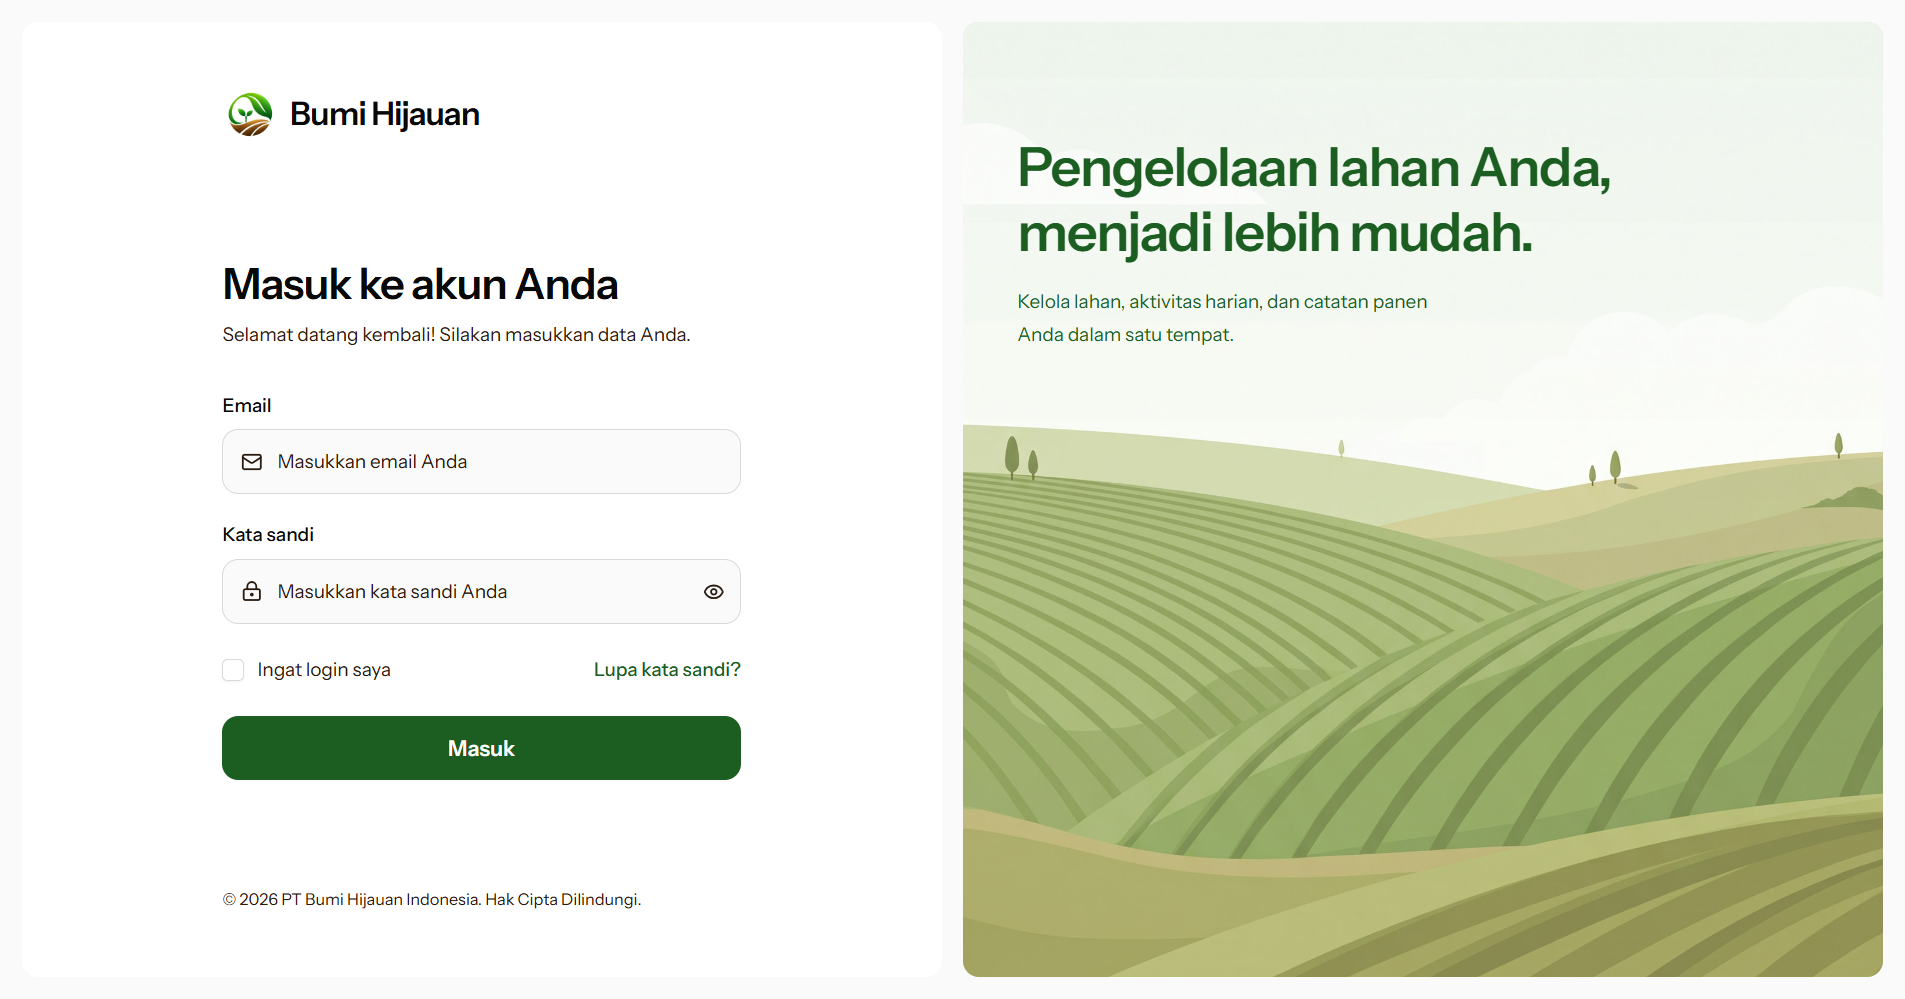 Bumi Hijauan
Masuk ke akun Anda
Selamat datang kembali! Silakan masukkan data Anda.
Email
Masukkan email Anda
Kata sandi
Masukkan kata sandi Anda
Ingat login saya
Lupa kata sandi?
Masuk
© 2026 PT Bumi Hijauan Indonesia. Hak Cipta Dilindungi.
Pengelolaan lahan Anda,
menjadi lebih mudah.
Kelola lahan, aktivitas harian, dan catatan panen
Anda dalam satu tempat.